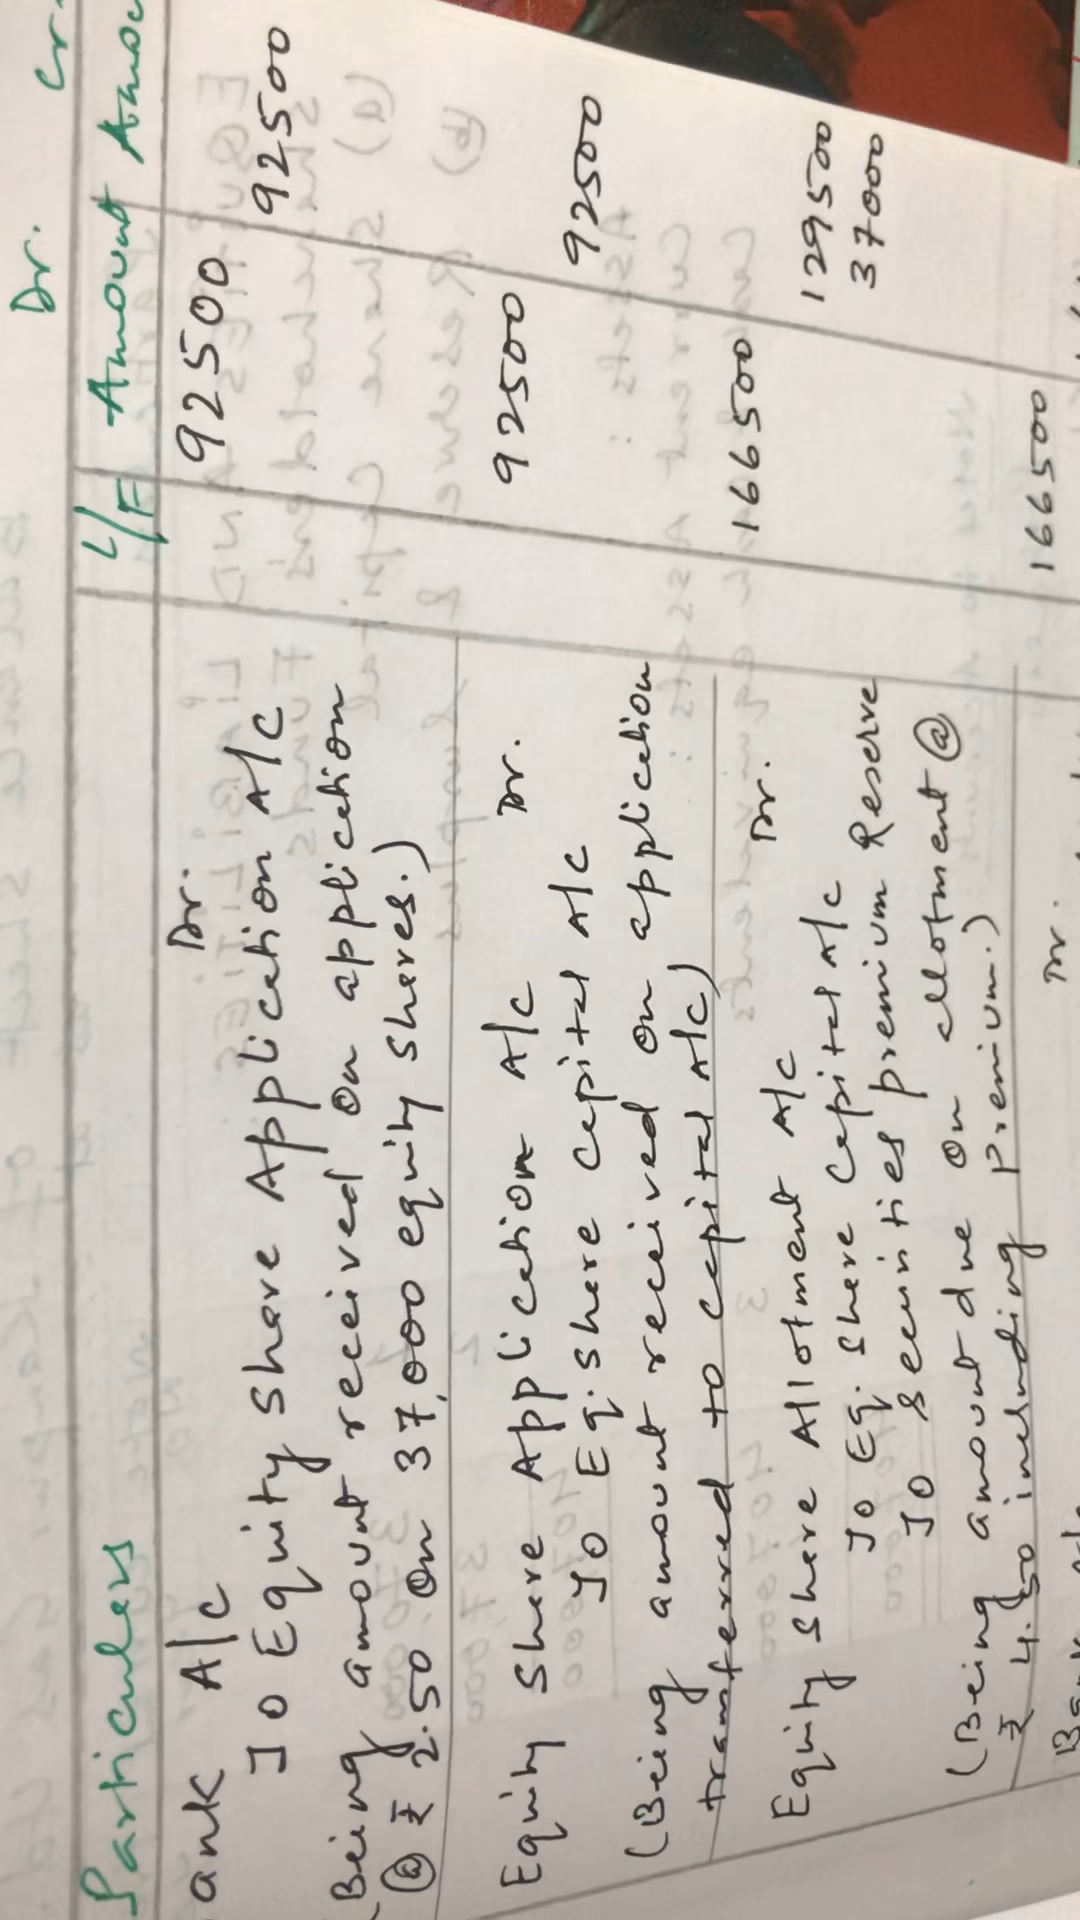 Dr. Cr.
Particulars L/F Amount Amou
ank A/c Dr. 92500
To Equity share Application A/c 92500
(Being amount received on application
@ ₹ 2.50 on 37,000 equity shares.)
Equity share Application A/c Dr. 92500
To Eq. share capital A/c 92500
(Being amount received on application
transferred to capital A/c)
Equity share Allotment A/c Dr. 166500
To Eq. share capital A/c 129500
To securities premium Reserve 37000
(Being amount due on allotment @
₹ 4.50 including premium.)
Bank A/c Dr. 166500